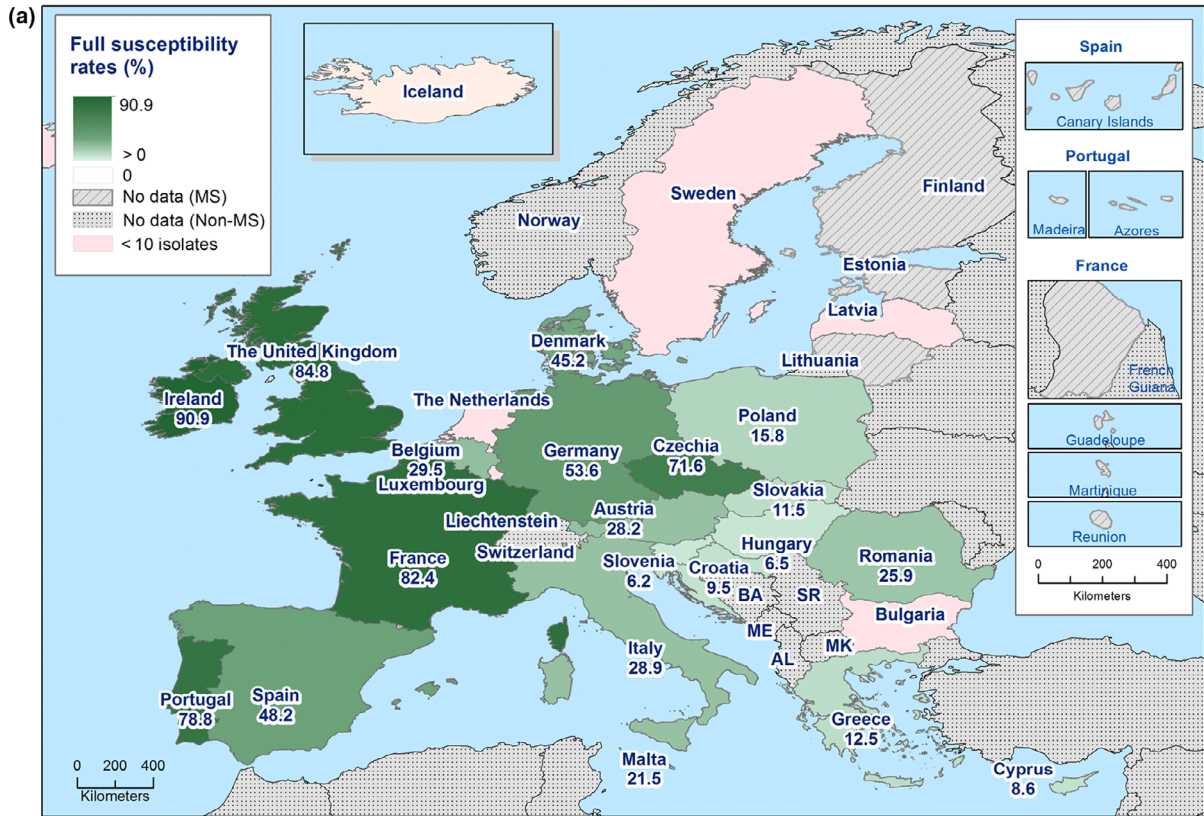 (a)
Full susceptibility
rates (%)
90.9
> 0
0
No data (MS)
No data (Non-MS)
< 10 isolates
Iceland
Spain
Canary Islands
Portugal
Madeira
Azores
France
French
Guiana
Guadeloupe
Martinique
Reunion
0 200 400
Kilometers
Norway
Sweden
Finland
Estonia
Latvia
Lithuania
Denmark
45.2
The United Kingdom
84.8
Ireland
90.9
The Netherlands
Belgium
29.5
Luxembourg
Germany
53.6
Poland
15.8
Czechia
71.6
Slovakia
11.5
Liechtenstein
Austria
28.2
Switzerland
France
82.4
Hungary
6.5
Slovenia
6.2
Croatia
9.5
Romania
25.9
BA
SR
Bulgaria
ME
MK
AL
Italy
28.9
Portugal
78.8
Spain
48.2
Greece
12.5
Malta
21.5
Cyprus
8.6
0 200 400
Kilometers